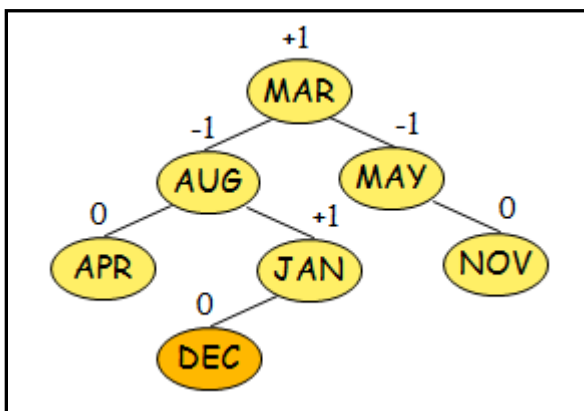 +1
MAR
-1 -1
AUG MAY
0 +1 0
APR JAN NOV
0
DEC